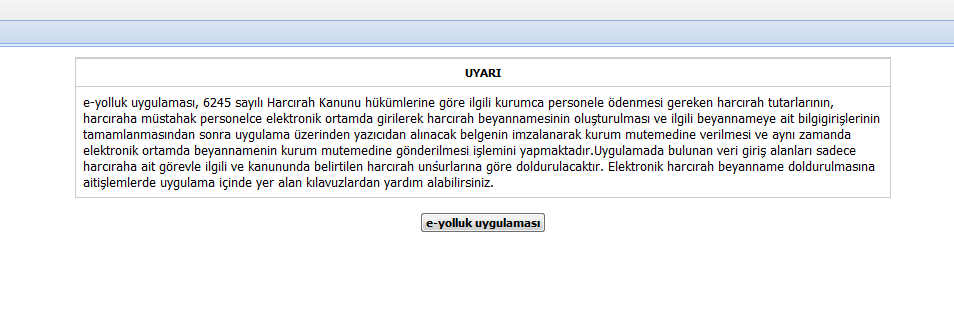 UYARI
e-yolluk uygulaması, 6245 sayılı Harcırah Kanunu hükümlerine göre ilgili kurumca personele ödenmesi gereken harcırah tutarlarının,
harcıraha müstahak personelce elektronik ortamda girilerek harcırah beyannamesinin oluşturulması ve ilgili beyannameye ait bilgigirişlerinin
tamamlanmasından sonra uygulama üzerinden yazıcıdan alınacak belgenin imzalanarak kurum mutemedine verilmesi ve aynı zamanda
elektronik ortamda beyannamenin kurum mutemedine gönderilmesi işlemini yapmaktadır.Uygulamada bulunan veri giriş alanları sadece
harcıraha ait görevle ilgili ve kanununda belirtilen harcırah unśurlarına göre doldurulacaktır. Elektronik harcırah beyanname doldurulmasına
aitişlemlerde uygulama içinde yer alan kılavuzlardan yardım alabilirsiniz.
e-yolluk uygulaması